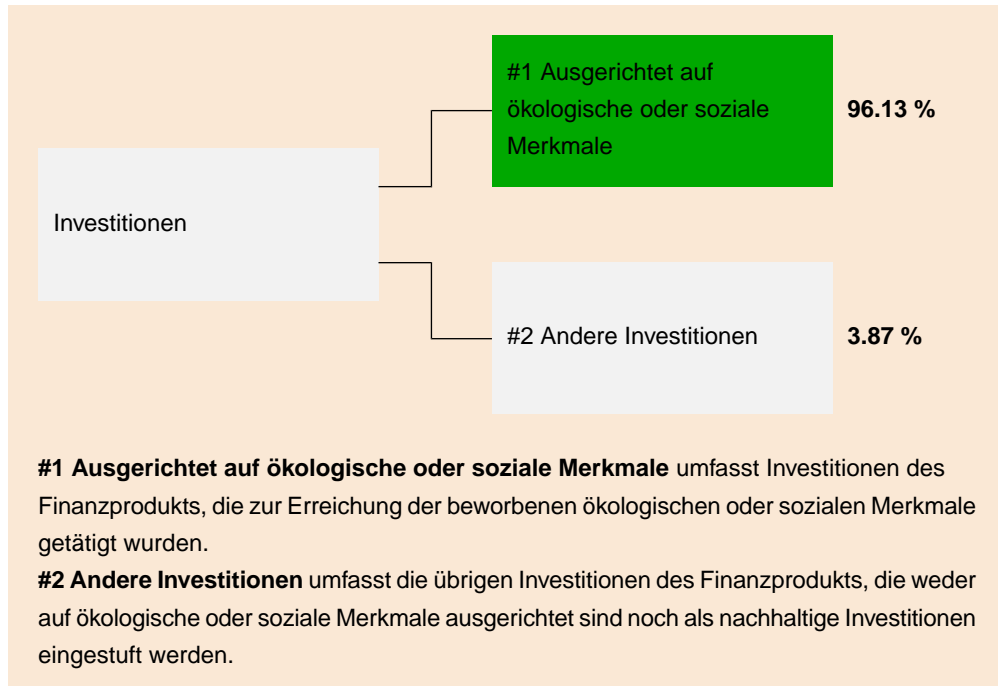 #1 Ausgerichtet auf
ökologische oder soziale
Merkmale
96.13 %
Investitionen
#2 Andere Investitionen
3.87 %
#1 Ausgerichtet auf ökologische oder soziale Merkmale umfasst Investitionen des
Finanzprodukts, die zur Erreichung der beworbenen ökologischen oder sozialen Merkmale
getätigt wurden.
#2 Andere Investitionen umfasst die übrigen Investitionen des Finanzprodukts, die weder
auf ökologische oder soziale Merkmale ausgerichtet sind noch als nachhaltige Investitionen
eingestuft werden.